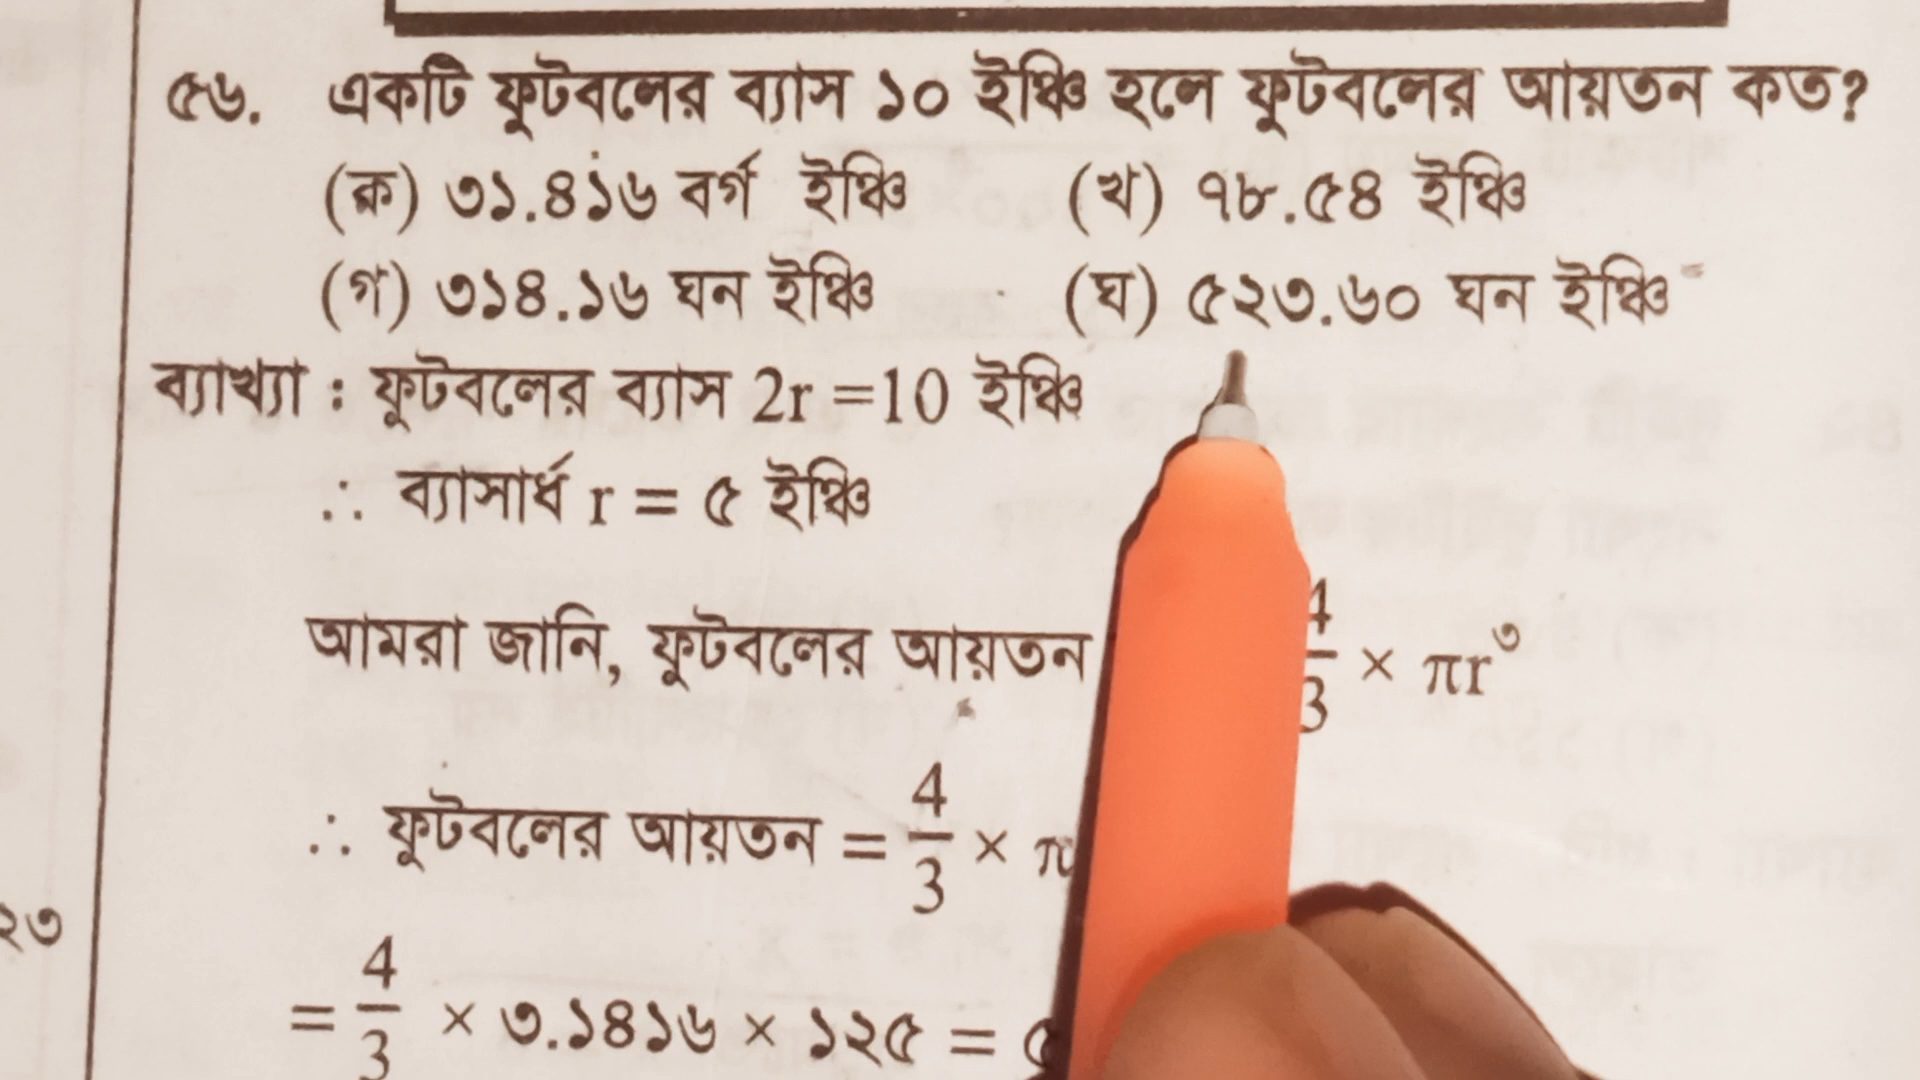 ৫৬. একটি ফুটবলের ব্যাস ১০ ইঞ্চি হলে ফুটবলের আয়তন কত?
(ক) ৩১.৪১৬ বর্গ ইঞ্চি (খ) ৭৮.৫৪ ইঞ্চি
(গ) ৩১৪.১৬ ঘন ইঞ্চি (ঘ) ৫২৩.৬০ ঘন ইঞ্চি
ব্যাখ্যা : ফুটবলের ব্যাস 2r =10 ইঞ্চি
∴ ব্যাসার্ধ r = ৫ ইঞ্চি
আমরা জানি, ফুটবলের আয়তন 4/3 × πr³
∴ ফুটবলের আয়তন = 4/3 × π
২৩
= 4/3 × ৩.১৪১৬ × ১২৫ =